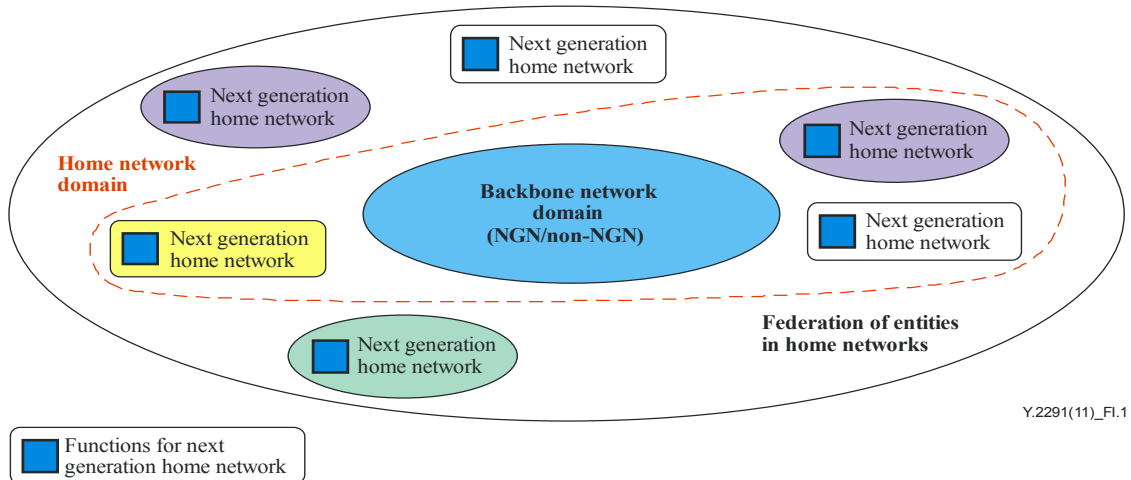 Next generation
home network
Next generation
home network
Next generation
home network
Home network
domain
Backbone network
domain
(NGN/non-NGN)
Next generation
home network
Next generation
home network
Federation of entities
in home networks
Next generation
home network
Y.2291(11)_FI.1
Functions for next
generation home network